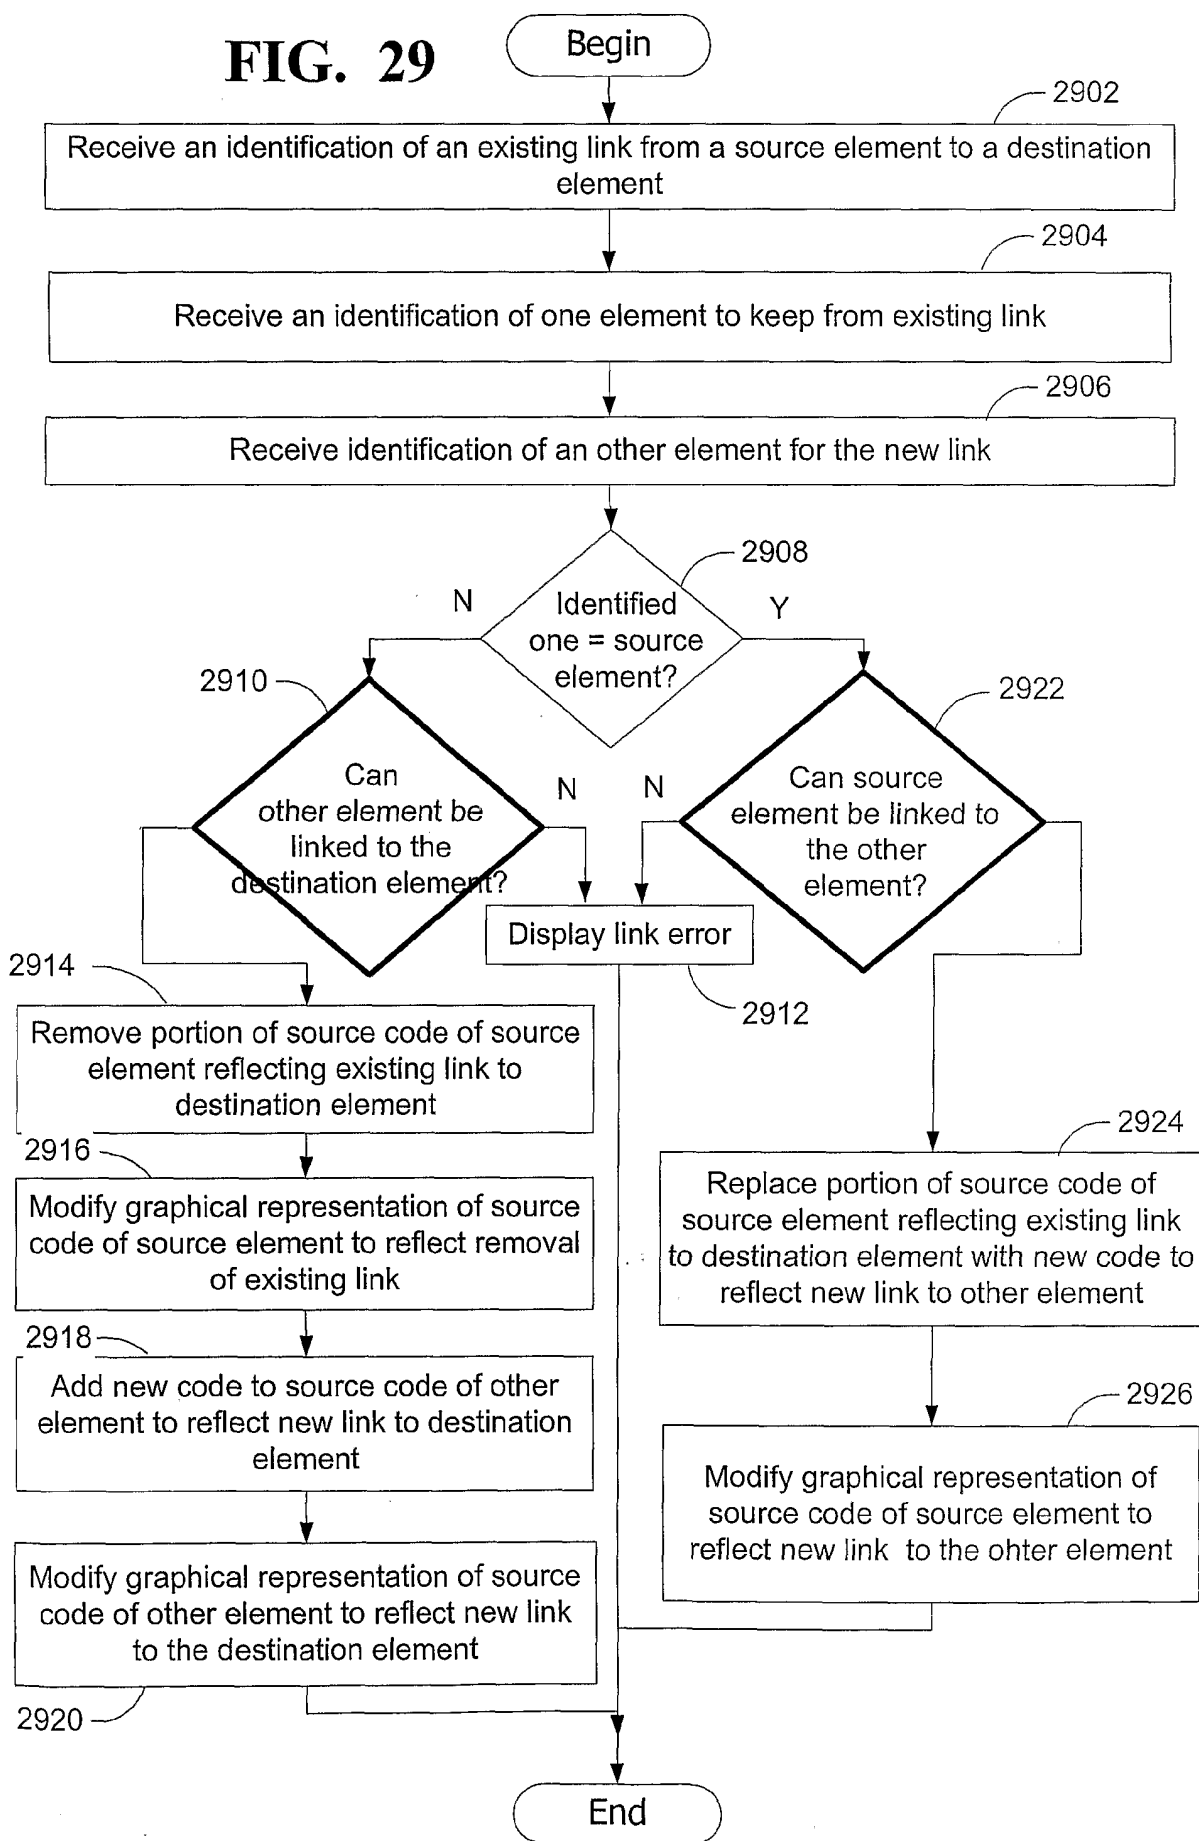 FIG. 29
Begin
2902
Receive an identification of an existing link from a source element to a destination
element
2904
Receive an identification of one element to keep from existing link
2906
Receive identification of an other element for the new link
2908
N
Identified
one = source
element?
Y
2910
2922
Can
other element be
linked to the
destination element?
N
N
Can source
element be linked to
the other
element?
Display link error
2912
2914
Remove portion of source code of source
element reflecting existing link to
destination element
2916
Modify graphical representation of source
code of source element to reflect removal
of existing link
2918
Add new code to source code of other
element to reflect new link to destination
element
Modify graphical representation of source
code of other element to reflect new link
to the destination element
2920
2924
Replace portion of source code of
source element reflecting existing link
to destination element with new code to
reflect new link to other element
2926
Modify graphical representation of
source code of source element to
reflect new link to the ohter element
End